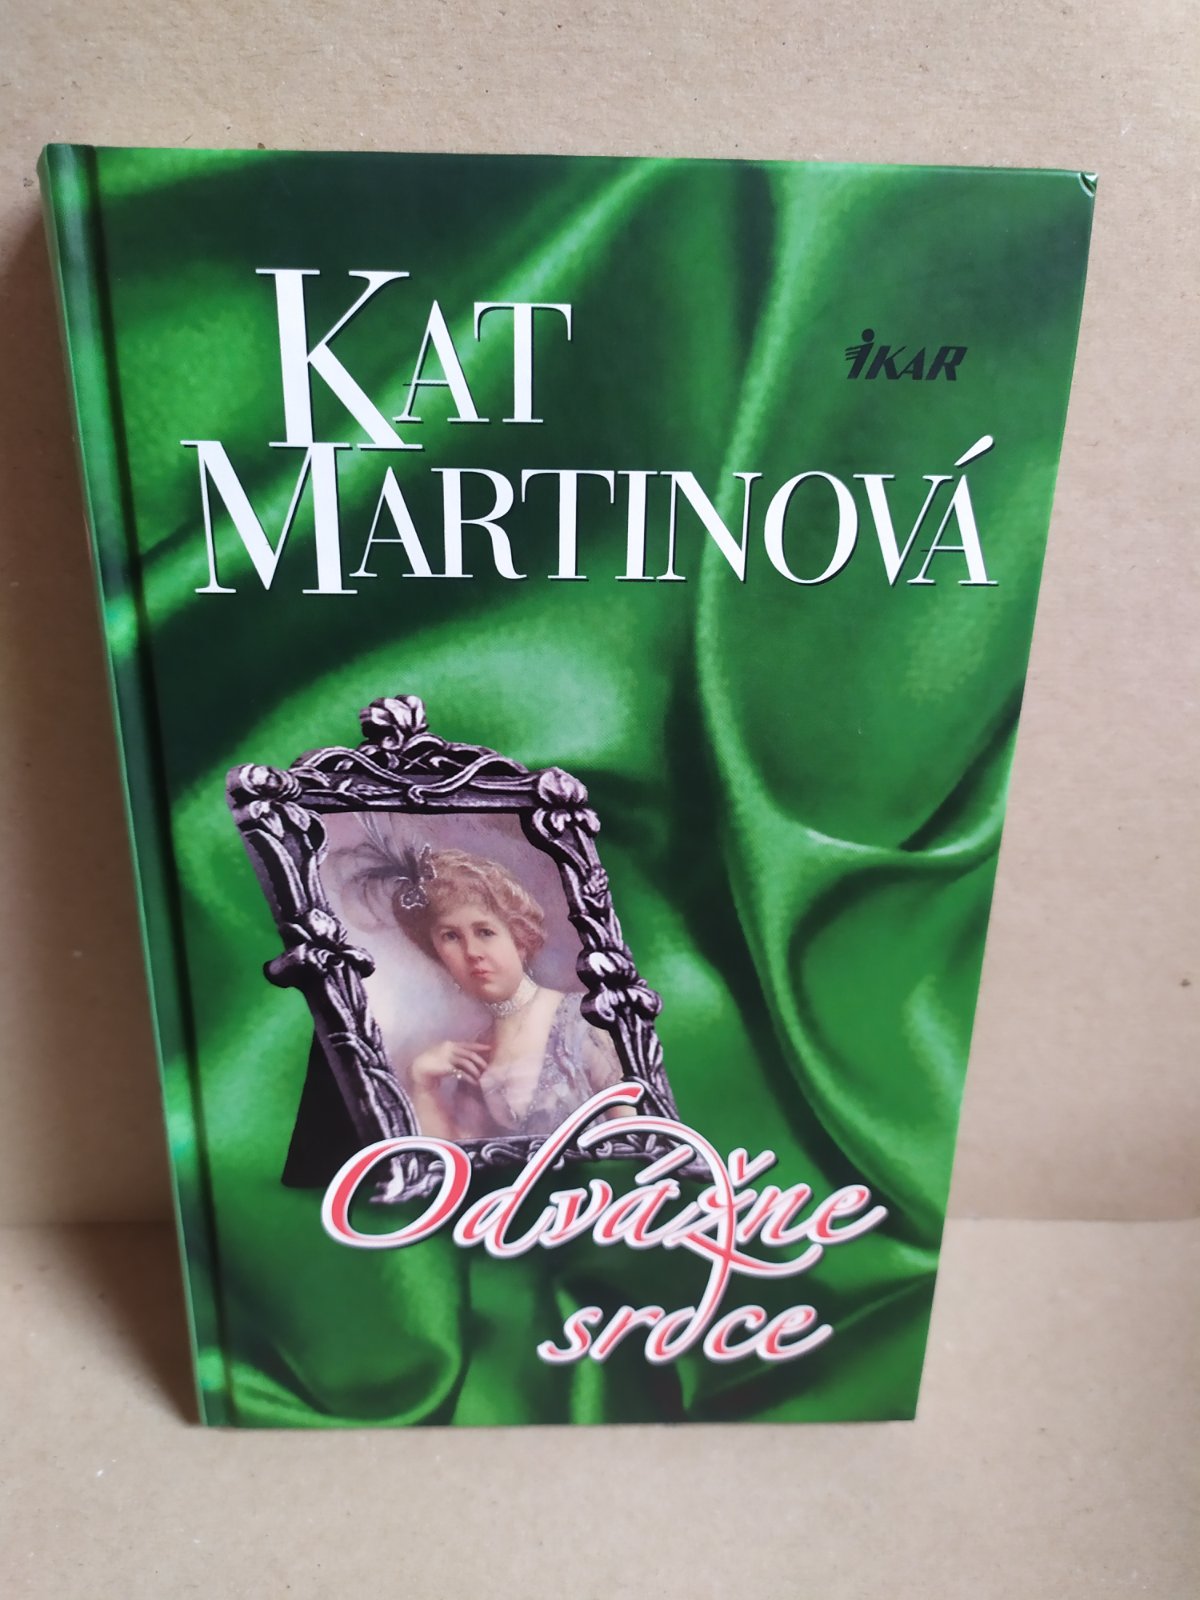 KAT
iKAR
MARTINOVÁ
Odvážne
srdce